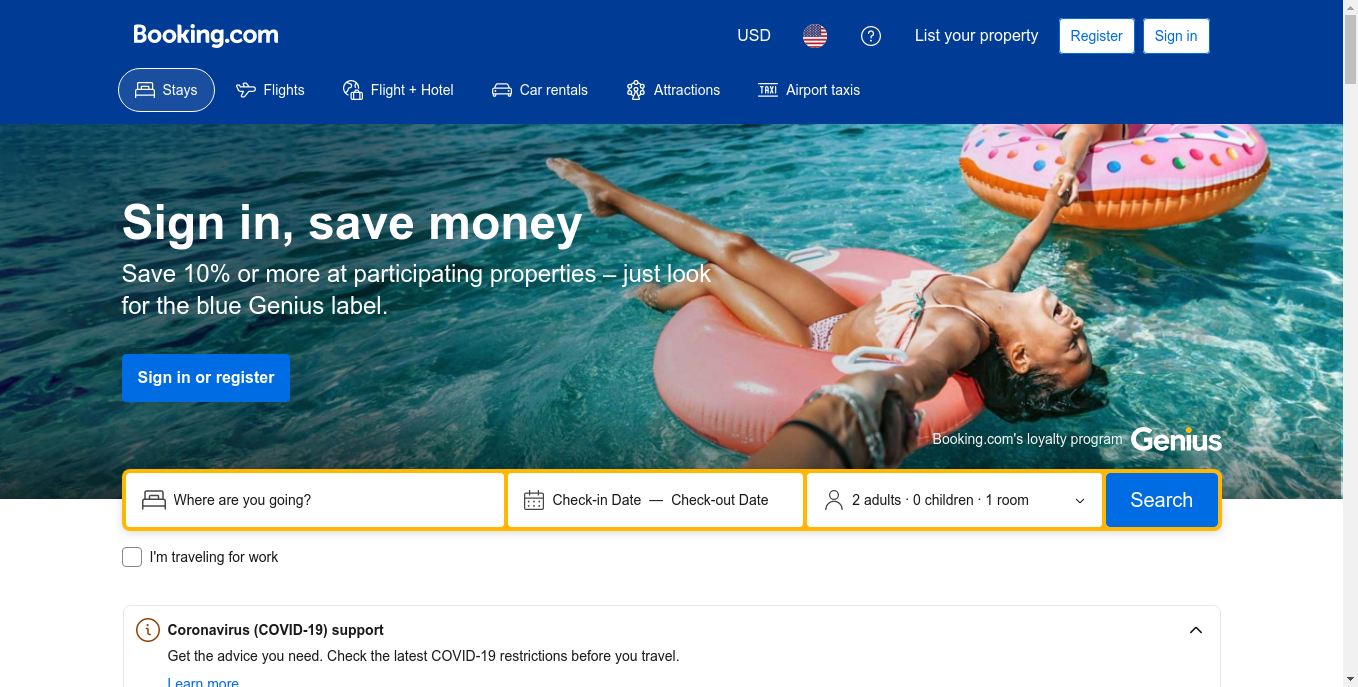 Booking.com
USD
List your property
Register
Sign in
Stays
Flights
Flight + Hotel
Car rentals
Attractions
TAXI Airport taxis
Sign in, save money
Save 10% or more at participating properties – just look
for the blue Genius label.
Sign in or register
Booking.com's loyalty program Genius
Where are you going?
Check-in Date — Check-out Date
2 adults · 0 children · 1 room
Search
I'm traveling for work
Coronavirus (COVID-19) support
Get the advice you need. Check the latest COVID-19 restrictions before you travel.
Learn more